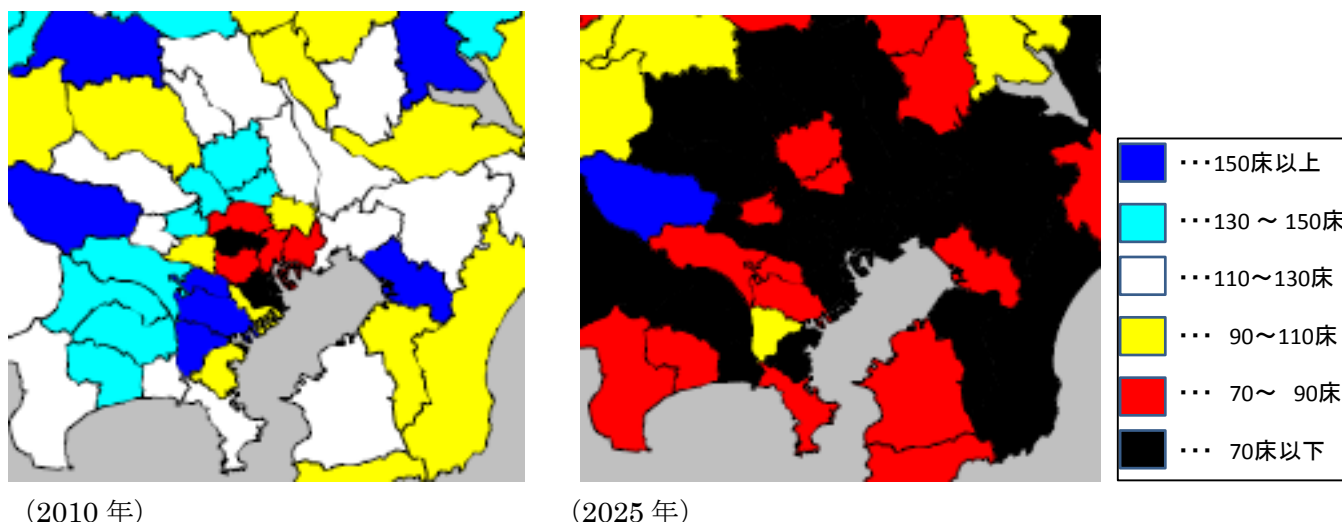 ･･･150床以上
･･･130 ～ 150床
･･･110～130床
･･･ 90～110床
･･･ 70～ 90床
･･･ 70床以下
(2010 年)
(2025 年)